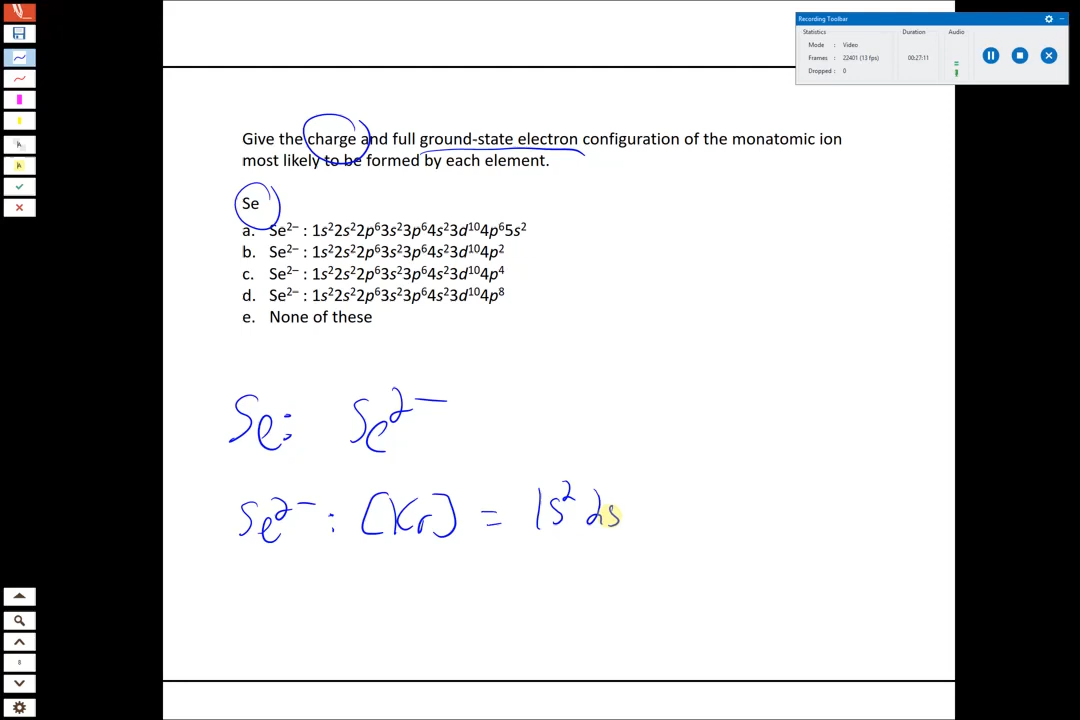 Recording Toolbar
Statistics
Duration
Audio
Mode : Video
Frames : 22401 (13 fps)
00:27:11
Dropped : 0
Give the charge and full ground-state electron configuration of the monatomic ion
most likely to be formed by each element.
Se
a. Se²⁻ : 1s²2s²2p⁶3s²3p⁶4s²3d¹⁰4p⁶5s²
b. Se²⁻ : 1s²2s²2p⁶3s²3p⁶4s²3d¹⁰4p²
c. Se²⁻ : 1s²2s²2p⁶3s²3p⁶4s²3d¹⁰4p⁴
d. Se²⁻ : 1s²2s²2p⁶3s²3p⁶4s²3d¹⁰4p⁸
e. None of these
Se: Se²⁻
Se²⁻ : [Kr] = 1s² 2s
8